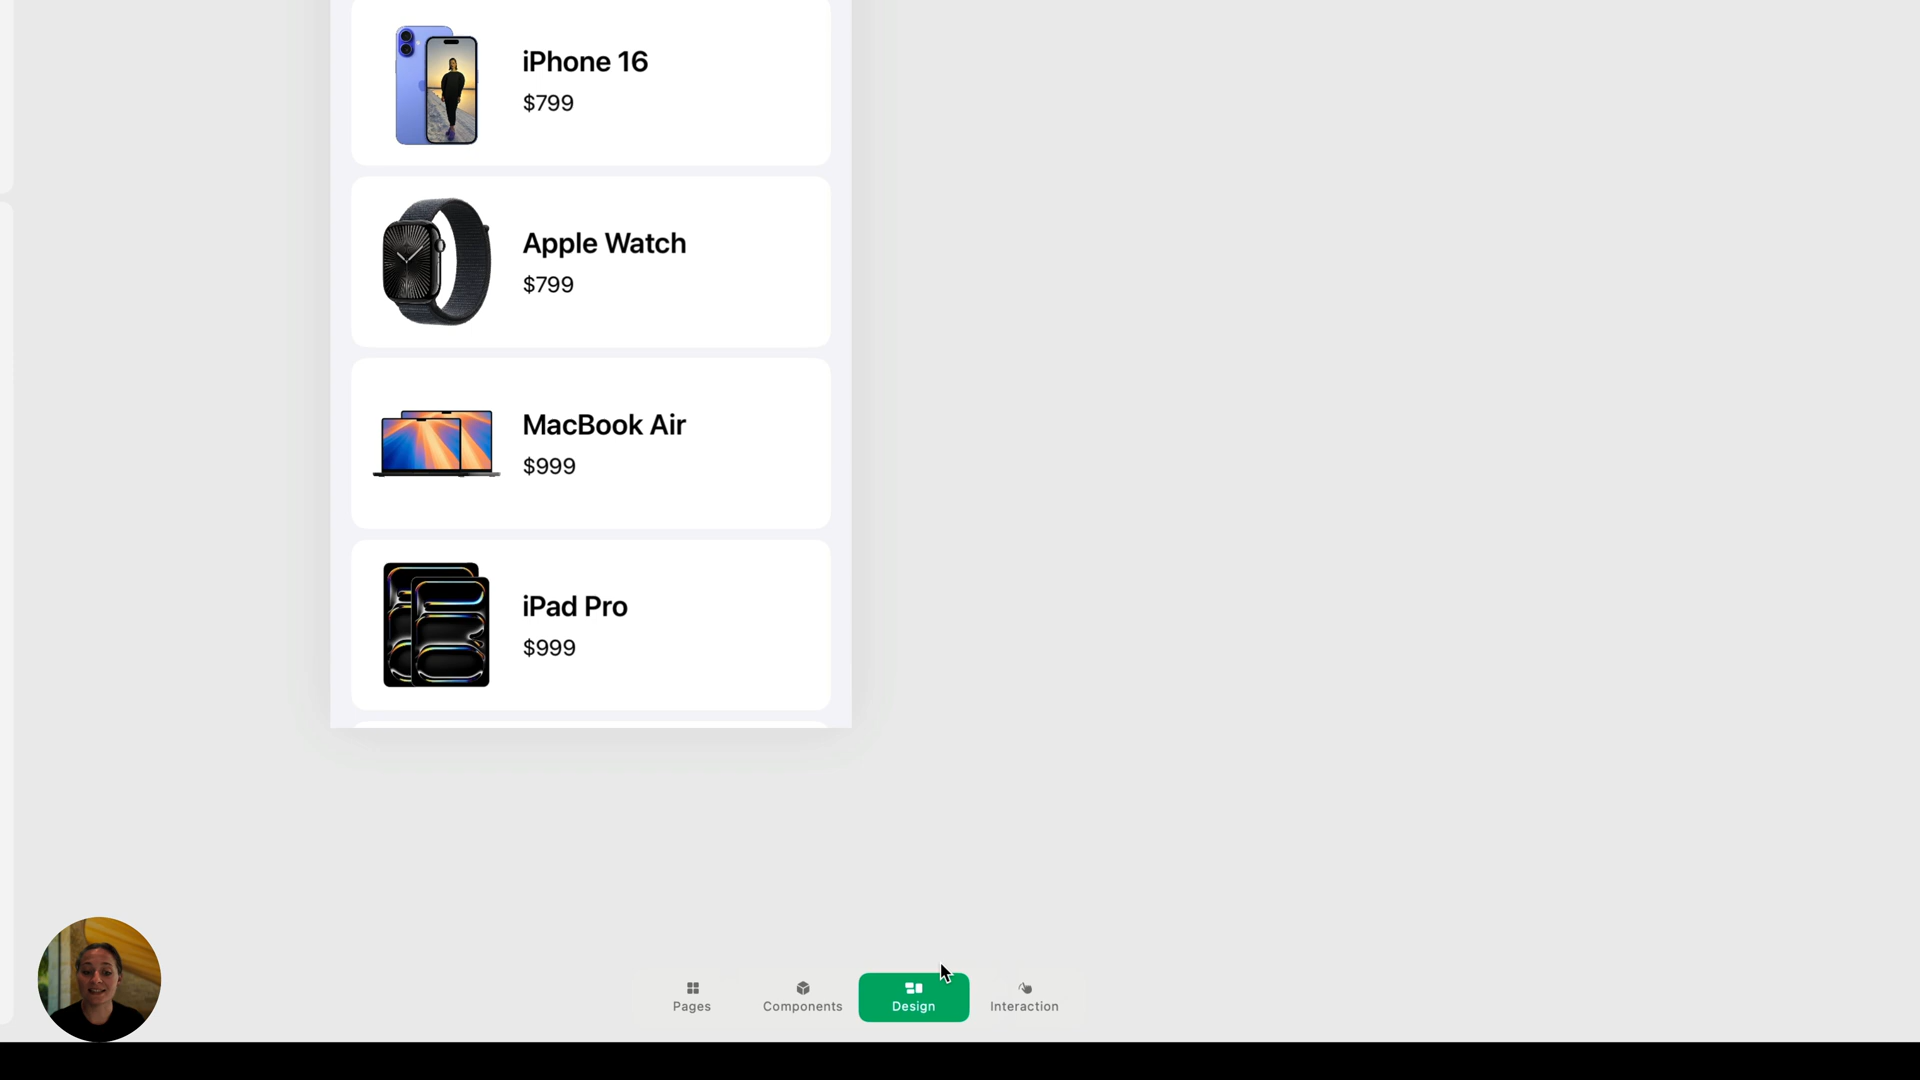 iPhone 16
$799
Apple Watch
$799
MacBook Air
$999
iPad Pro
$999
Pages
Components
Design
Interaction